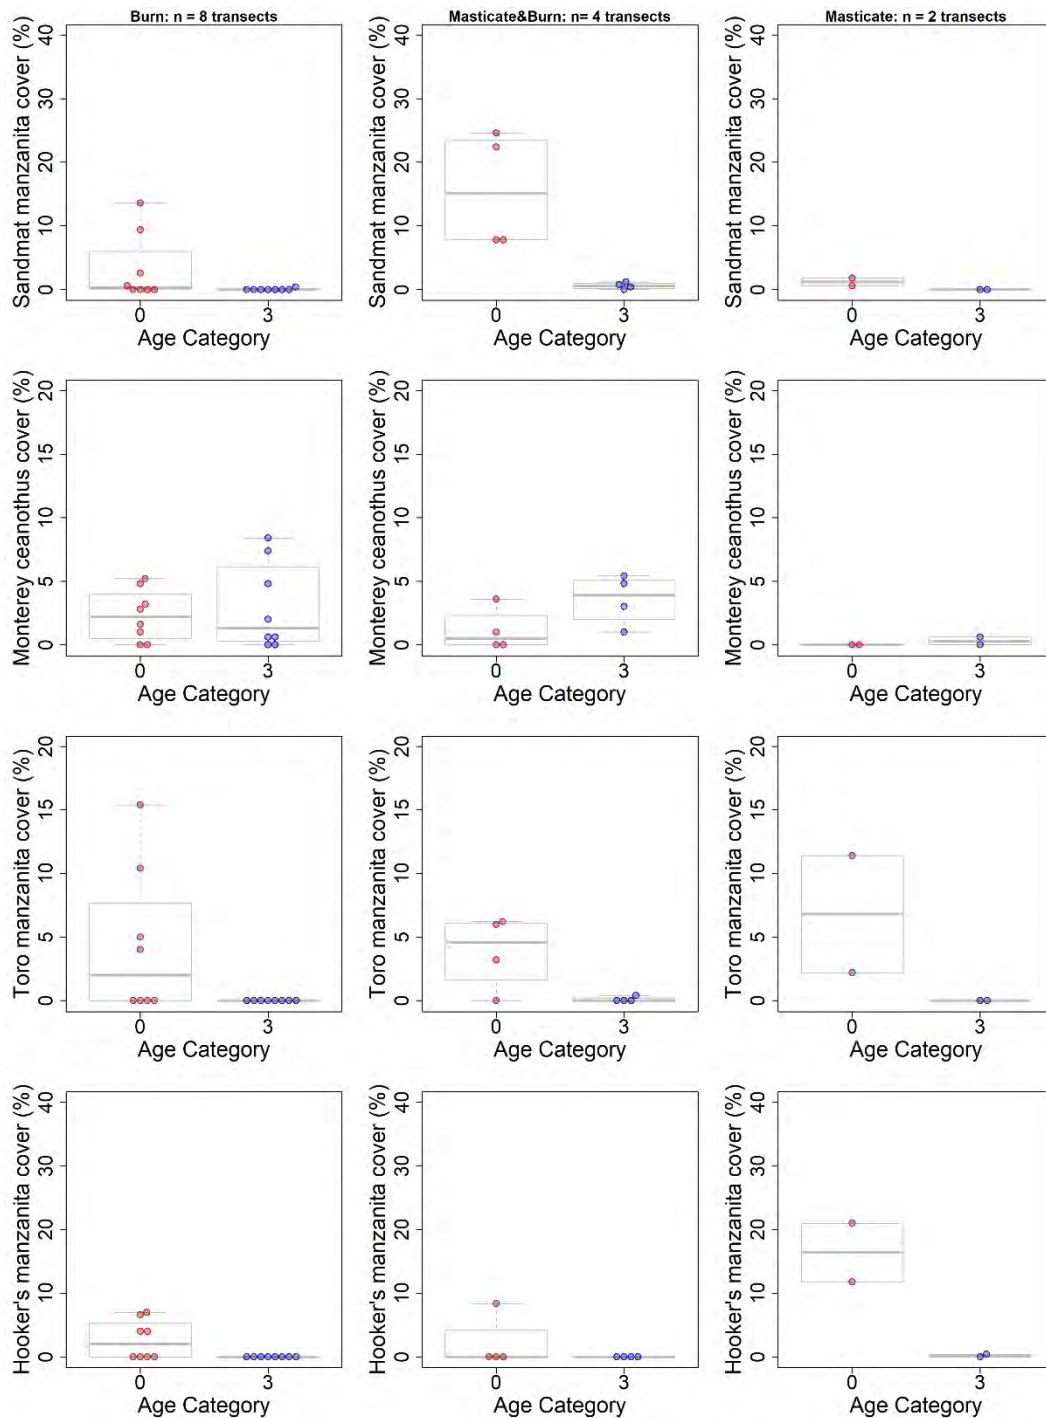 Burn: n = 8 transects
Masticate&Burn: n= 4 transects
Masticate: n = 2 transects
Sandmat manzanita cover (%)
40
30
20
10
0
0 3
Age Category
Sandmat manzanita cover (%)
40
30
20
10
0
0 3
Age Category
Sandmat manzanita cover (%)
40
30
20
10
0
0 3
Age Category
Monterey ceanothus cover (%)
20
15
10
5
0
0 3
Age Category
Monterey ceanothus cover (%)
20
15
10
5
0
0 3
Age Category
Monterey ceanothus cover (%)
20
15
10
5
0
0 3
Age Category
Toro manzanita cover (%)
20
15
10
5
0
0 3
Age Category
Toro manzanita cover (%)
20
15
10
5
0
0 3
Age Category
Toro manzanita cover (%)
20
15
10
5
0
0 3
Age Category
Hooker's manzanita cover (%)
40
30
20
10
0
0 3
Age Category
Hooker's manzanita cover (%)
40
30
20
10
0
0 3
Age Category
Hooker's manzanita cover (%)
40
30
20
10
0
0 3
Age Category